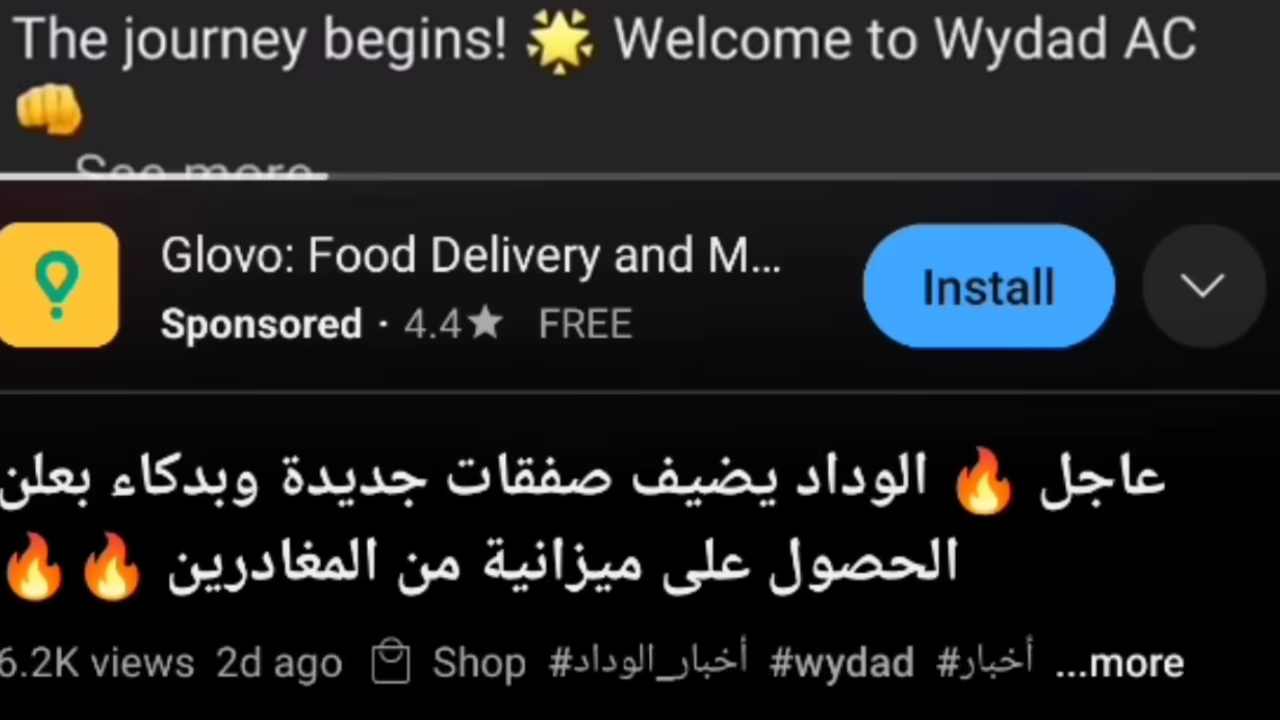 The journey begins! 🌟 Welcome to Wydad AC
👊
See more
Glovo: Food Delivery and M...
Install
Sponsored · 4.4★ FREE
عاجل 🔥 الوداد يضيف صفقات جديدة وبدكاء بعلن
الحصول على ميزانية من المغادرين 🔥🔥
6.2K views 2d ago Shop #أخبار_الوداد #wydad #أخبار ...more